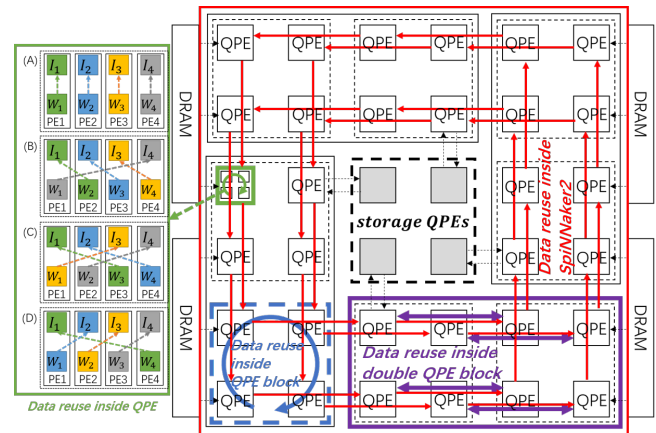 (A) I1 I2 I3 I4
W1 W2 W3 W4
PE1 PE2 PE3 PE4
(B) I1 I2 I3 I4
W1 W2 W3 W4
PE1 PE2 PE3 PE4
(C) I1 I2 I3 I4
W1 W2 W3 W4
PE1 PE2 PE3 PE4
(D) I1 I2 I3 I4
W1 W2 W3 W4
PE1 PE2 PE3 PE4
Data reuse inside QPE
DRAM
DRAM
QPE QPE QPE QPE QPE QPE
QPE QPE QPE QPE QPE QPE
QPE QPE QPE
storage QPEs
QPE QPE QPE QPE
QPE QPE QPE QPE QPE QPE
QPE QPE QPE QPE QPE QPE
Data reuse
inside
QPE block
Data reuse inside
double QPE block
Data reuse inside
SpiNNaker2
DRAM
DRAM